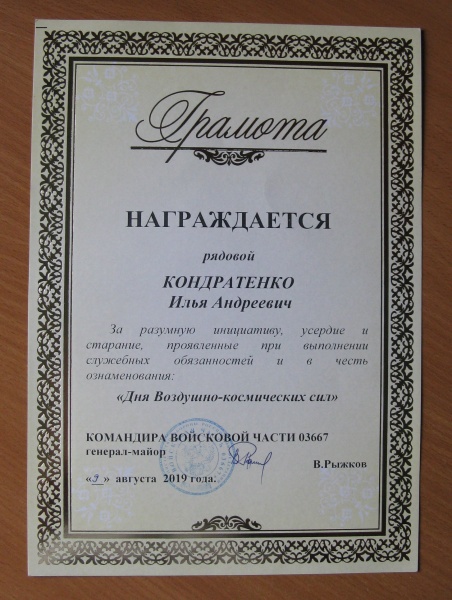 Грамота
НАГРАЖДАЕТСЯ
рядовой
КОНДРАТЕНКО
Илья Андреевич
За разумную инициативу, усердие и
старание, проявленные при выполнении
служебных обязанностей и в честь
ознаменования:
«Дня Воздушно-космических сил»
КОМАНДИРА ВОЙСКОВОЙ ЧАСТИ 03667
генерал-майор
В.Рыжков
«9» августа 2019 года.